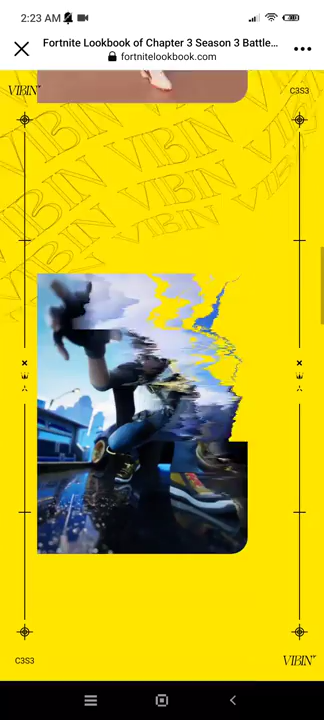 2:23 AM
Fortnite Lookbook of Chapter 3 Season 3 Battle...
fortnitelookbook.com
VIBIN'
C3S3
VIBIN VIBIN VIBIN
VIBIN VIBIN VIBIN
VIBIN VIBIN
C3S3
VIBIN'